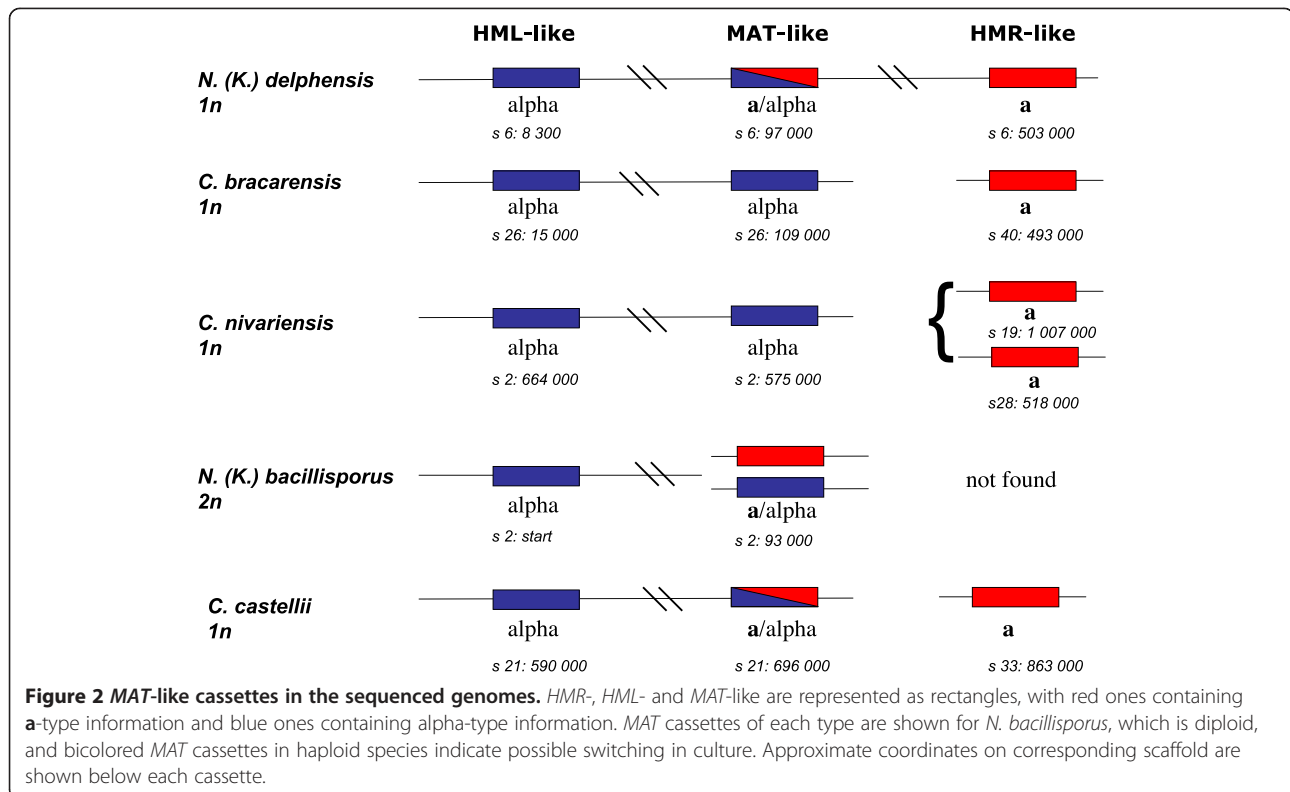 HML-like MAT-like HMR-like
N. (K.) delphensis
1n
alpha a/alpha a
s 6: 8 300 s 6: 97 000 s 6: 503 000
C. bracarensis
1n
alpha alpha a
s 26: 15 000 s 26: 109 000 s 40: 493 000
C. nivariensis
1n
{
a
s 19: 1 007 000
alpha alpha
a
s 2: 664 000 s 2: 575 000
s28: 518 000
N. (K.) bacillisporus
2n
not found
alpha a/alpha
s 2: start s 2: 93 000
C. castellii
1n
alpha a/alpha a
s 21: 590 000 s 21: 696 000 s 33: 863 000
Figure 2 MAT-like cassettes in the sequenced genomes. HMR-, HML- and MAT-like are represented as rectangles, with red ones containing
a-type information and blue ones containing alpha-type information. MAT cassettes of each type are shown for N. bacillisporus, which is diploid,
and bicolored MAT cassettes in haploid species indicate possible switching in culture. Approximate coordinates on corresponding scaffold are
shown below each cassette.